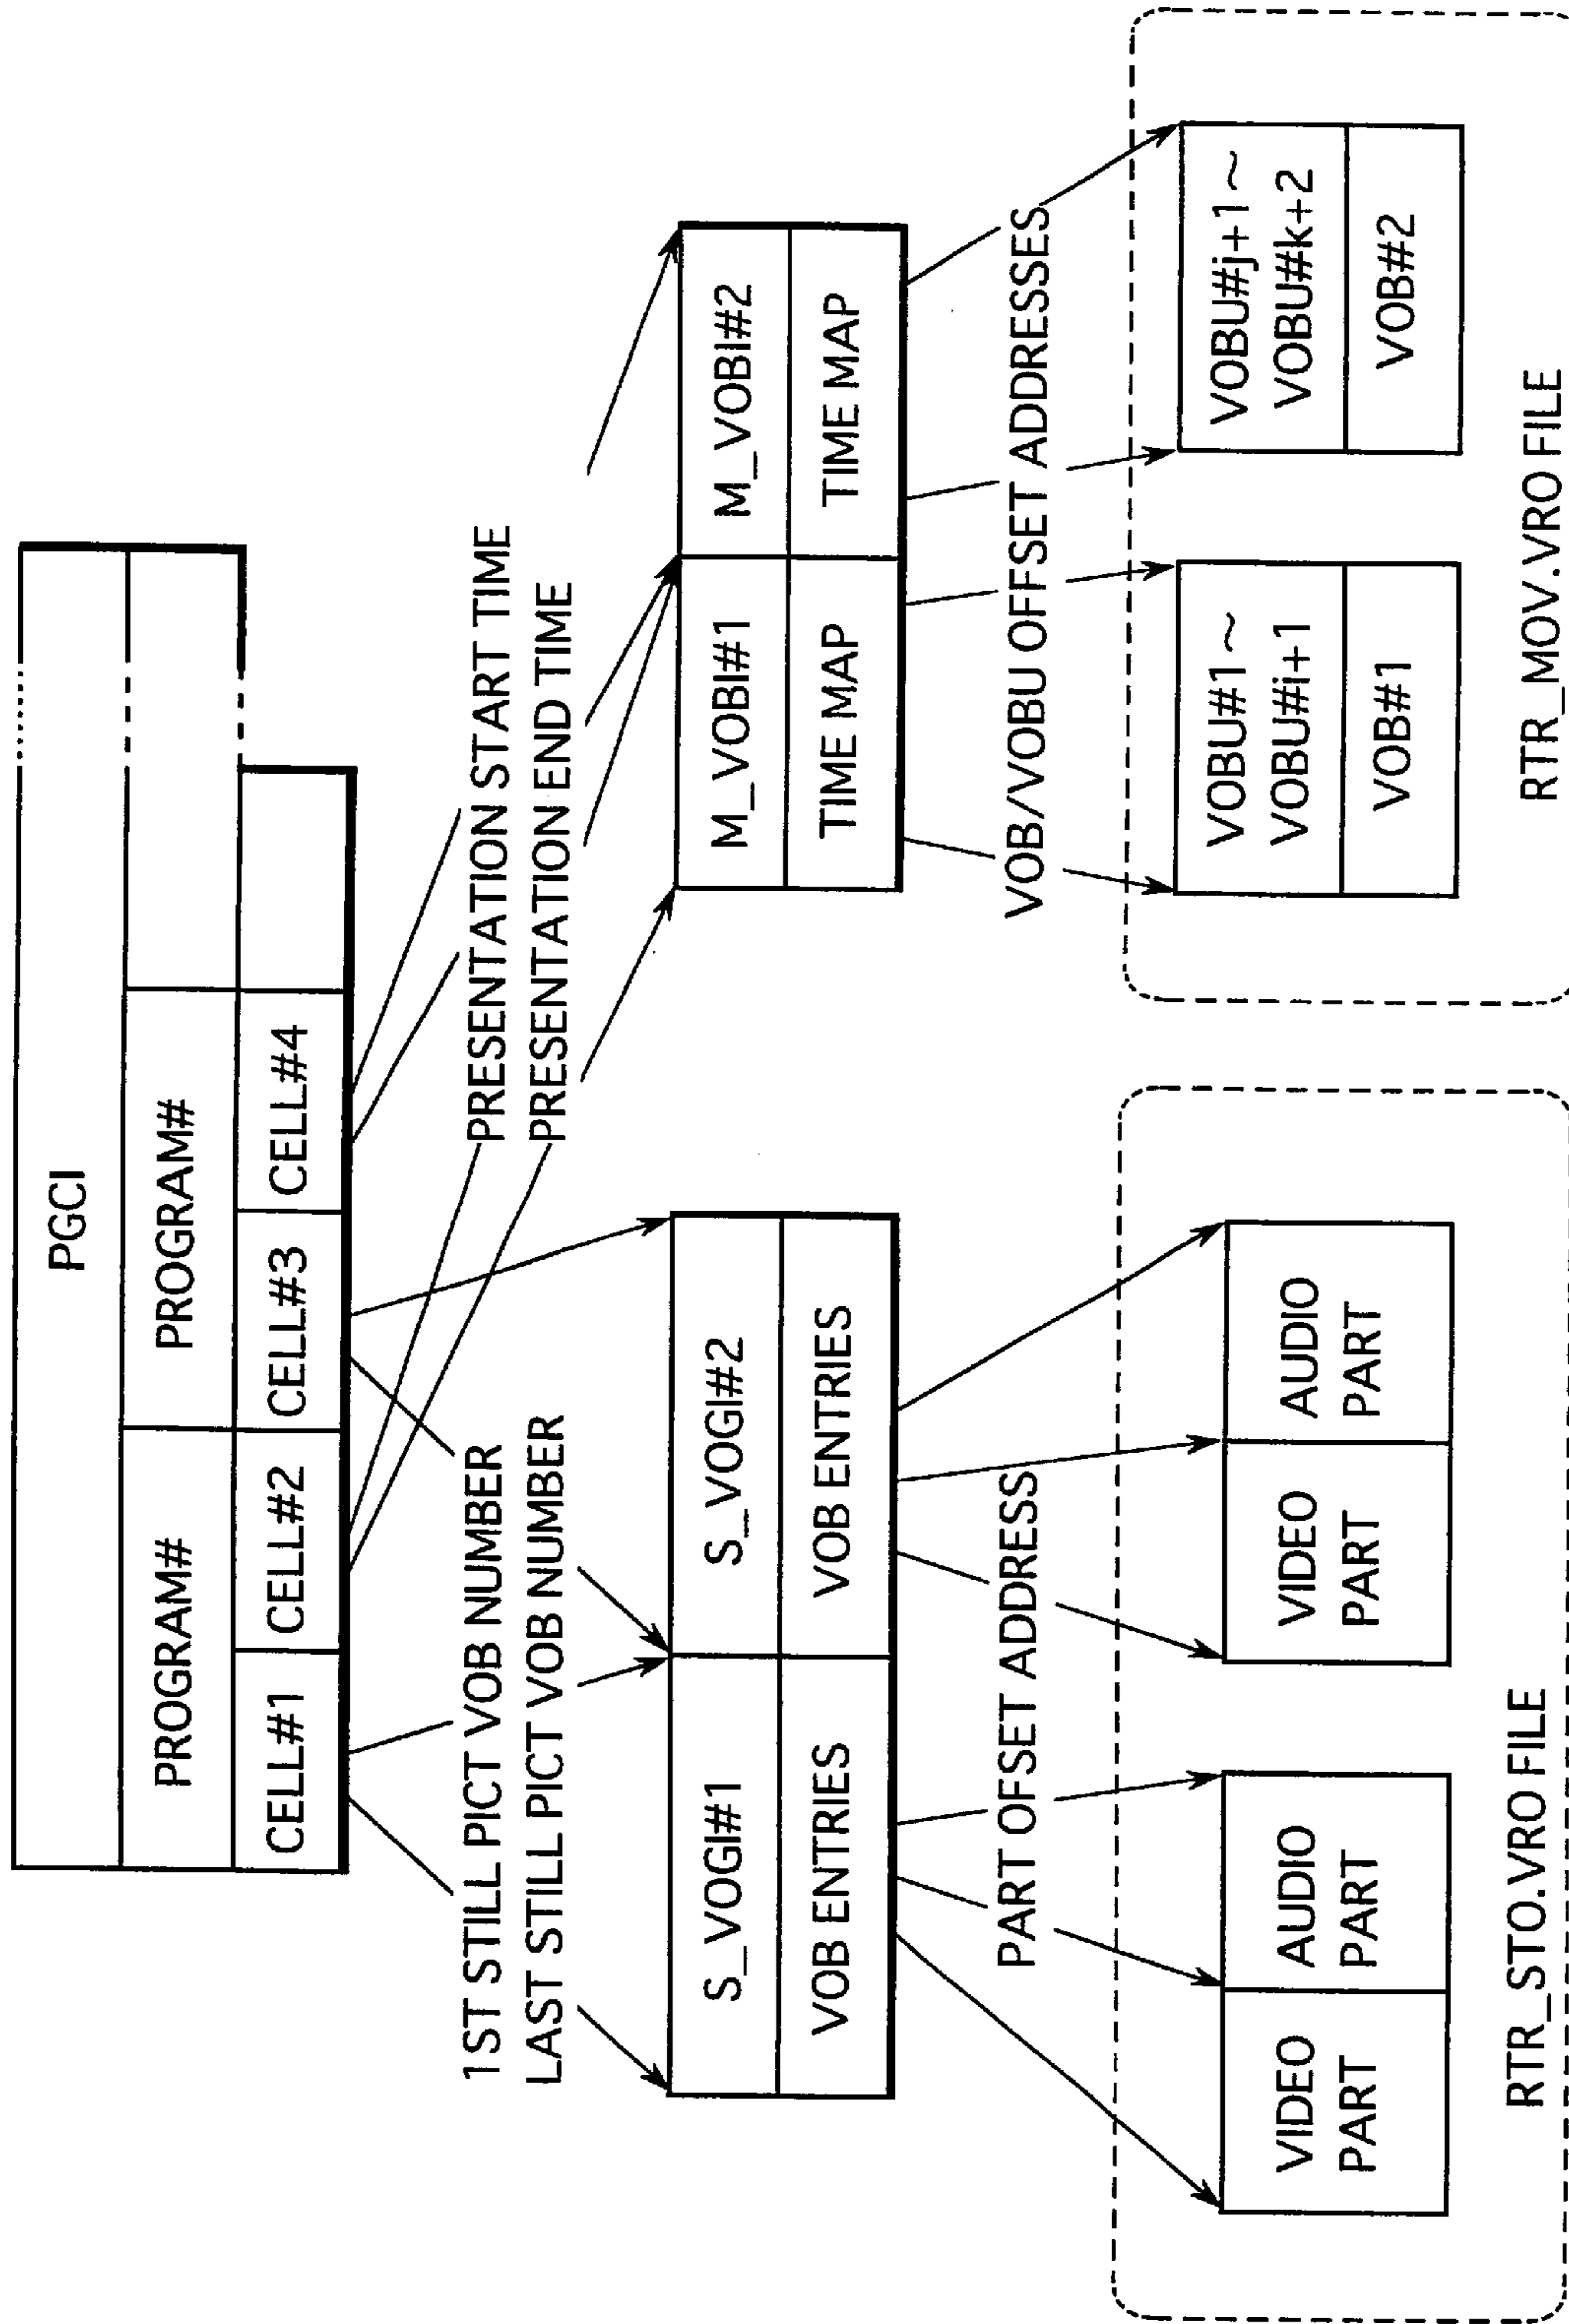 PGCI
PROGRAM#
PROGRAM#
CELL#1
CELL#2
CELL#3
CELL#4
1ST STILL PICT VOB NUMBER
LAST STILL PICT VOB NUMBER
PRESENTATION START TIME
PRESENTATION END TIME
S_VOGI#1
S_VOGI#2
VOB ENTRIES
VOB ENTRIES
M_VOBI#1
M_VOBI#2
TIME MAP
TIME MAP
PART OFFSET ADDRESS
VOB/VOBU OFFSET ADDRESSES
VIDEO
PART
AUDIO
PART
VIDEO
PART
AUDIO
PART
RTR_STO.VRO FILE
VOBU#1~
VOBU#i+1
VOB#1
VOBU#j+1~
VOBU#k+2
VOB#2
RTR_MOV.VRO FILE